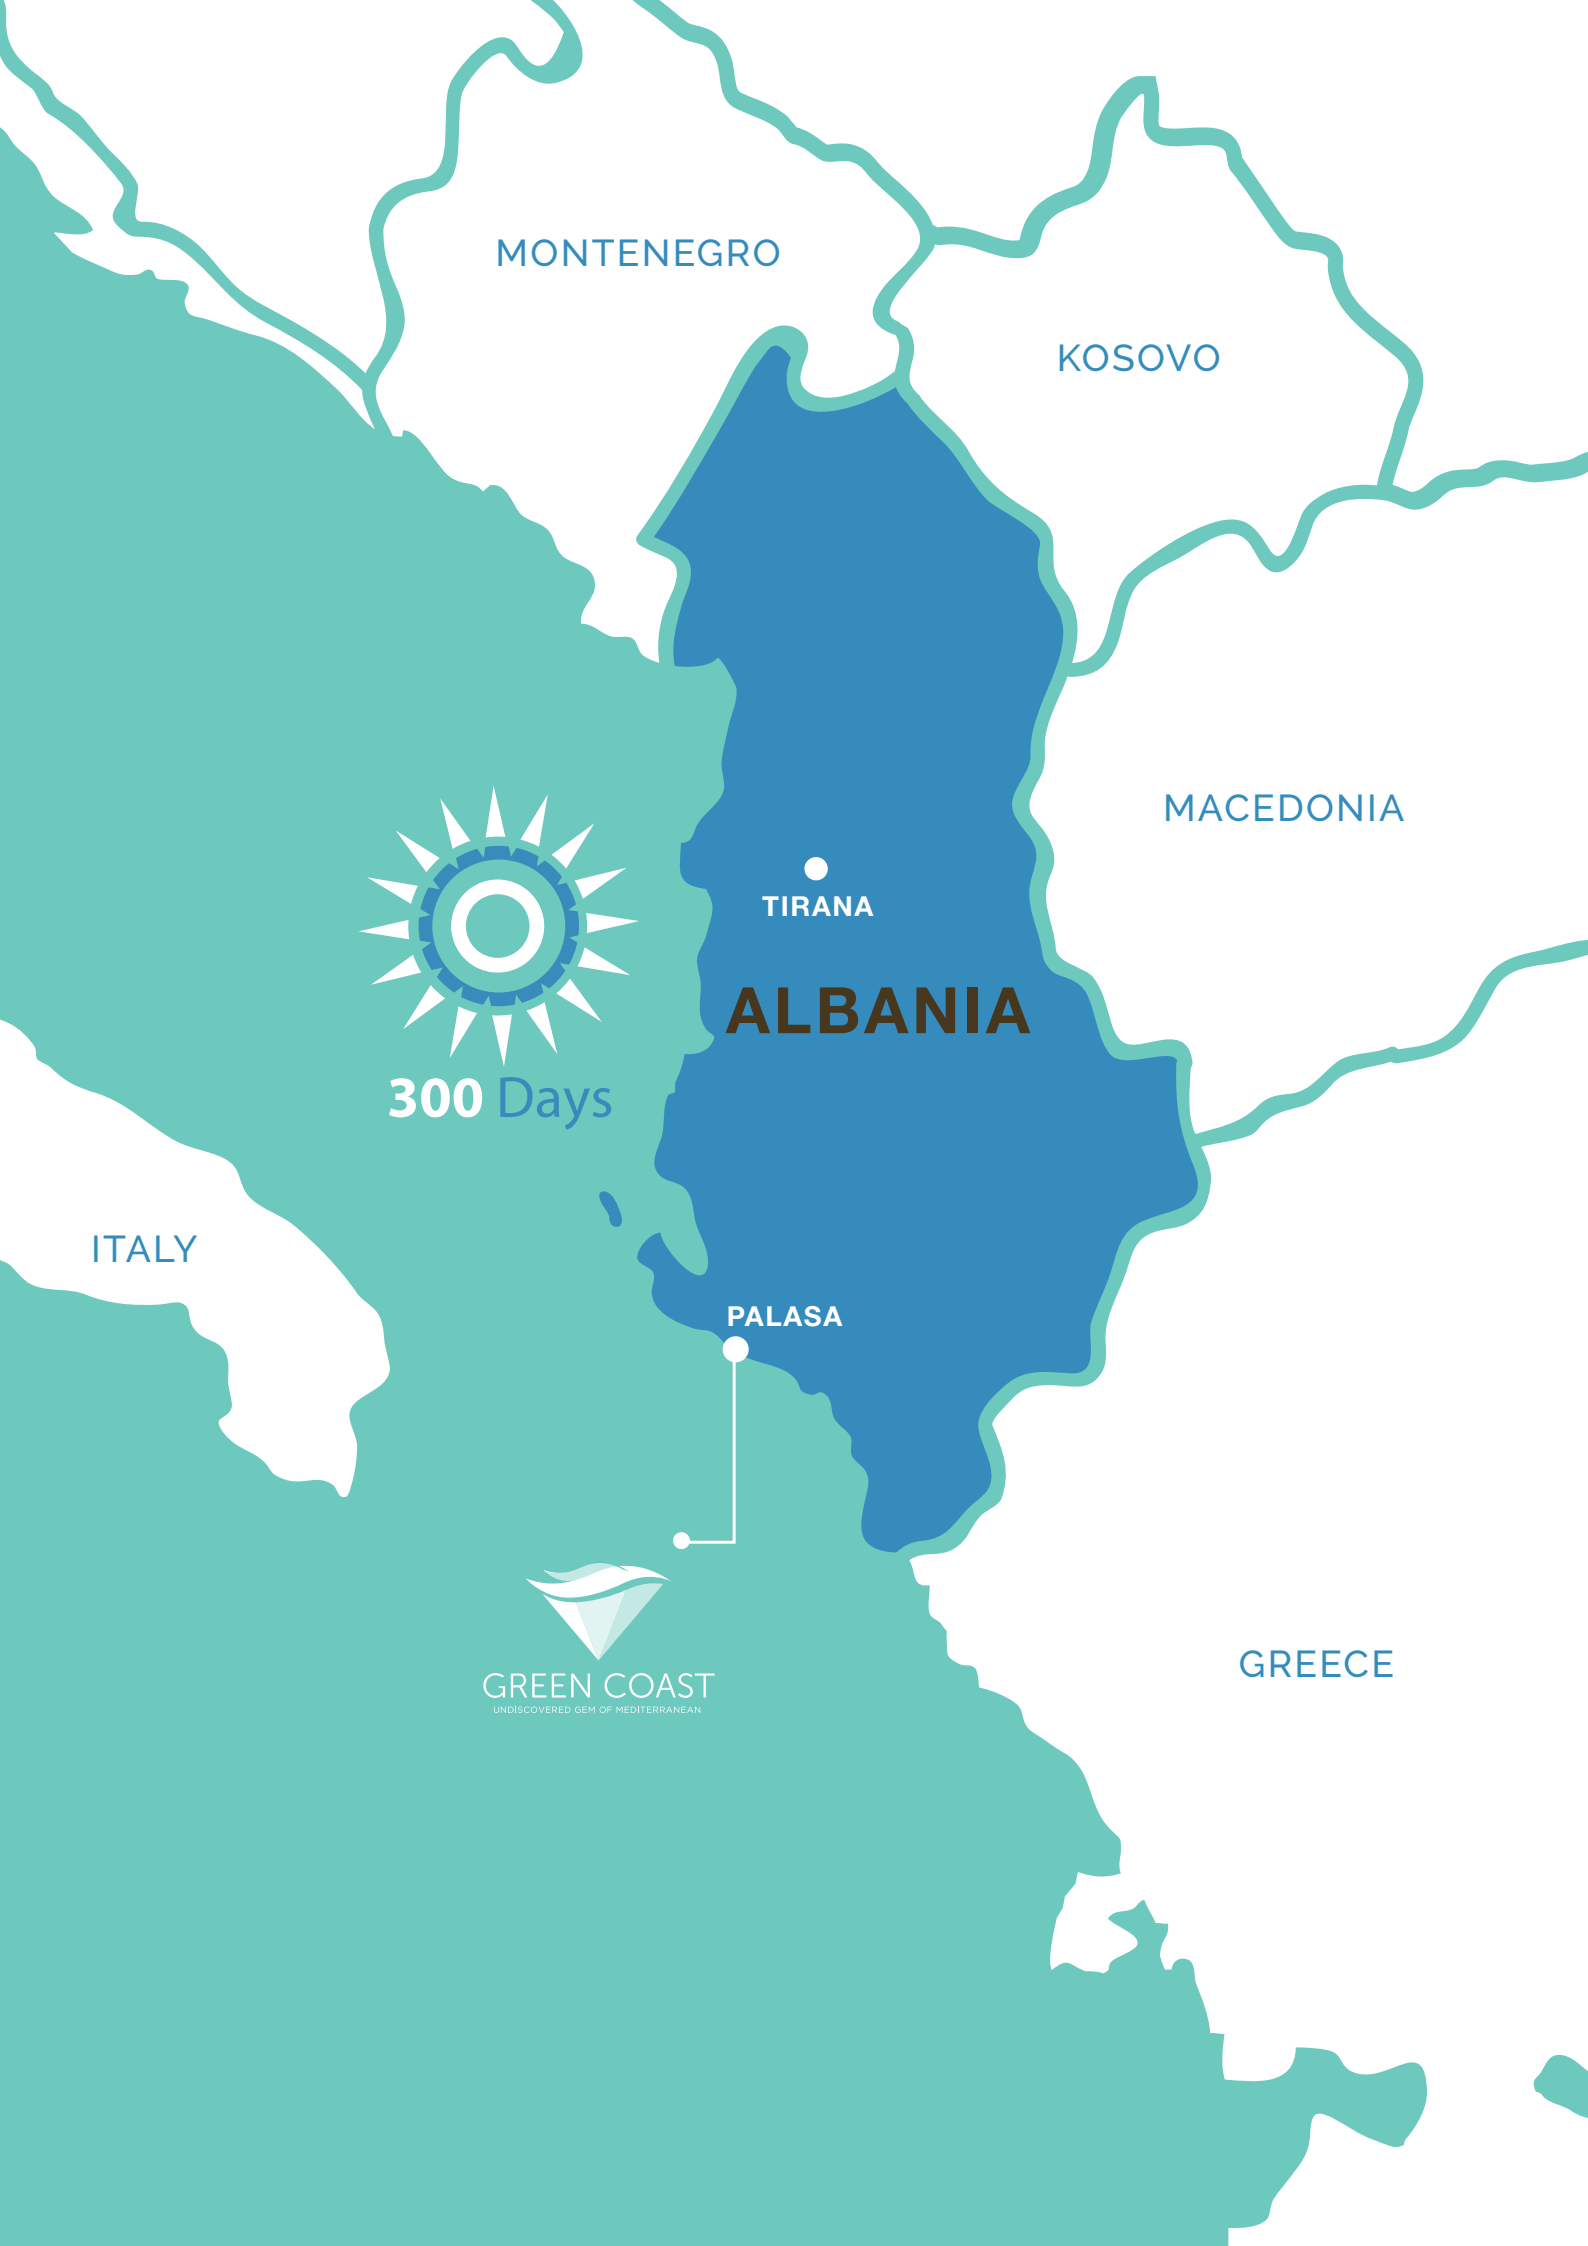 MONTENEGRO
KOSOVO
MACEDONIA
TIRANA
ALBANIA
300 Days
ITALY
PALASA
GREECE
GREEN COAST
UNDISCOVERED GEM OF MEDITERRANEAN